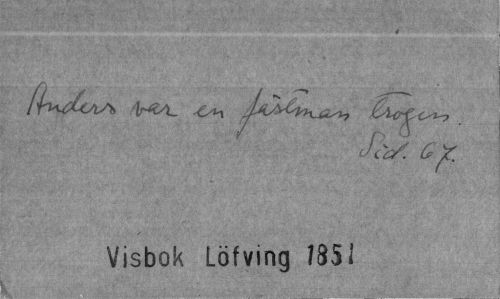 Anders var en fästman trogen.
Sid. 67.
Visbok Löfving 1851